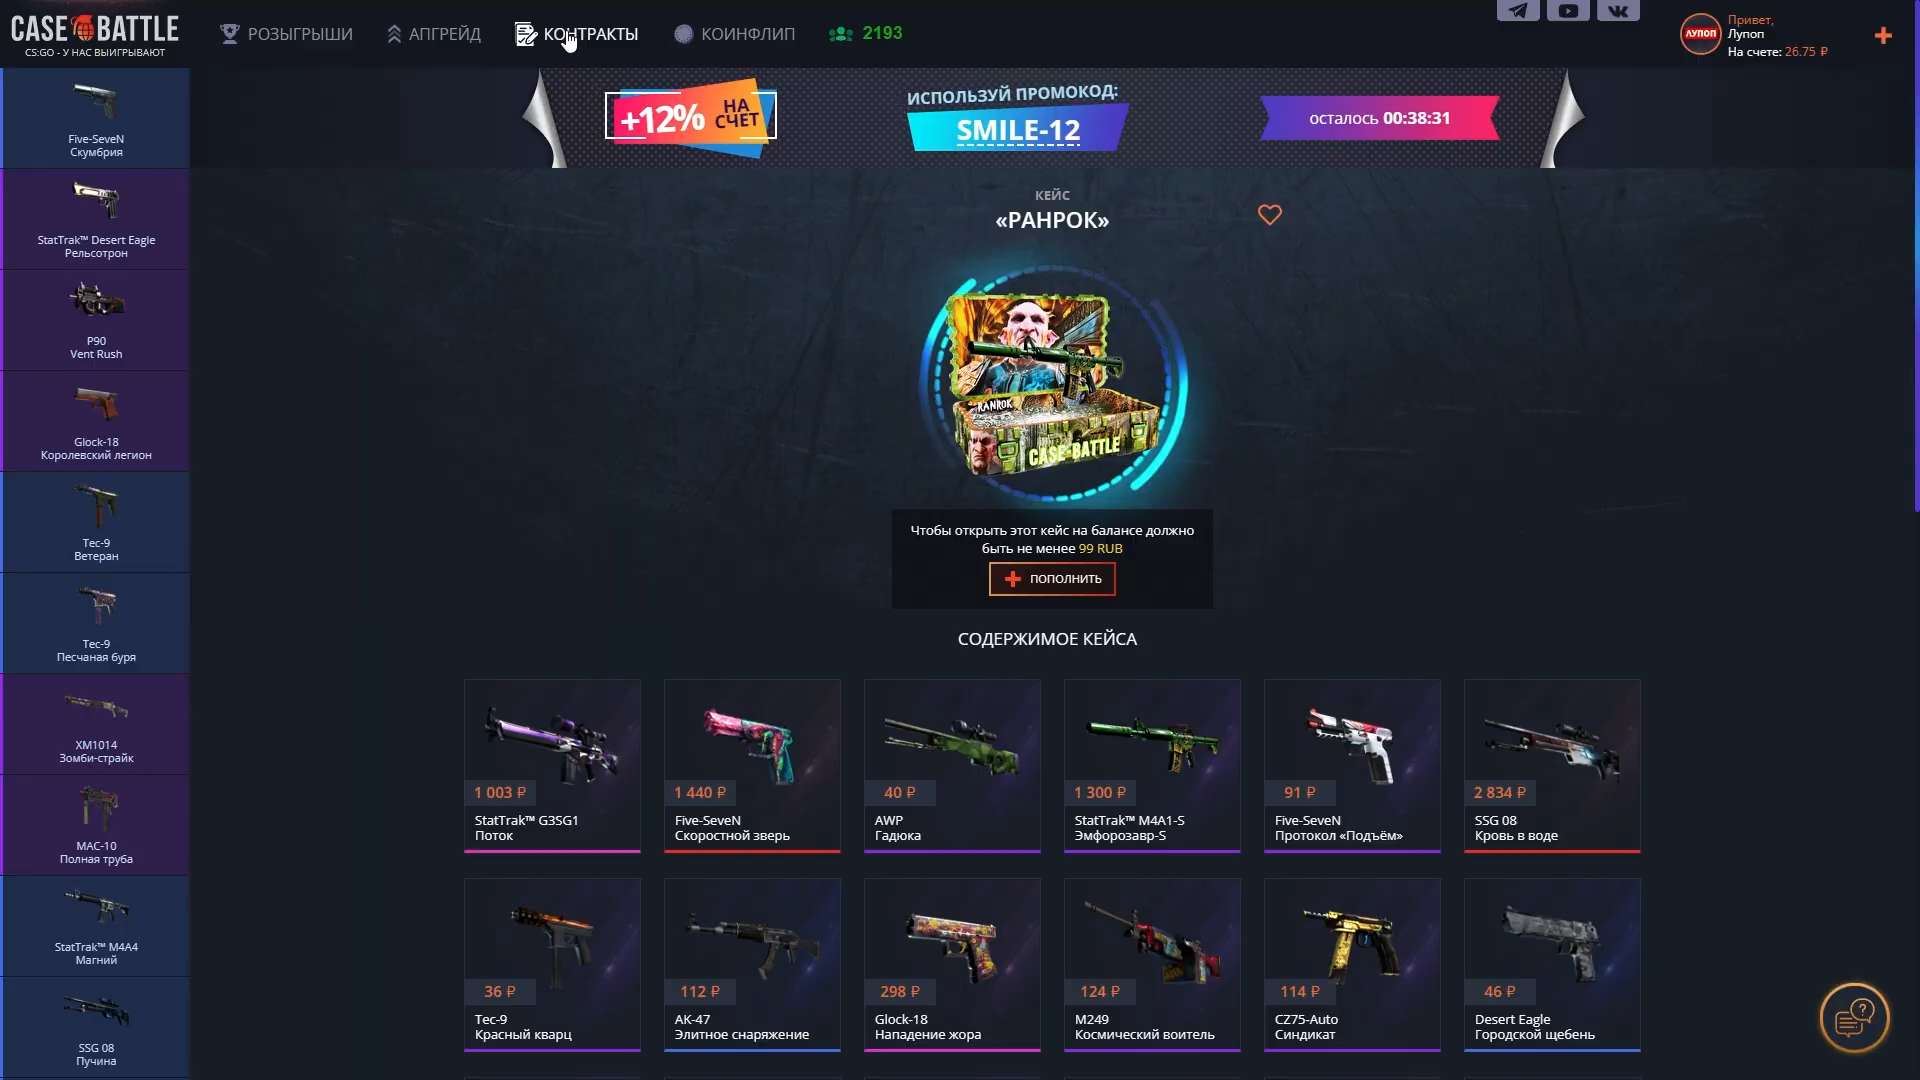 CASE BATTLE
CS:GO - У НАС ВЫИГРЫВАЮТ
РОЗЫГРЫШИ
АПГРЕЙД
КОНТРАКТЫ
КОИНФЛИП
2193
Привет,
Лупоп
На счете: 26.75 ₽
ЛУПОП
+12% НА СЧЕТ
ИСПОЛЬЗУЙ ПРОМОКОД:
SMILE-12
осталось 00:38:31
Five-SeveN
Скумбрия
StatTrak™ Desert Eagle
Рельсотрон
P90
Vent Rush
Glock-18
Королевский легион
Tec-9
Ветеран
Tec-9
Песчаная буря
XM1014
Зомби-страйк
MAC-10
Полная труба
StatTrak™ M4A4
Магний
SSG 08
Пучина
КЕЙС
«РАНРОК»
RANROK
CASE-BATTLE
Чтобы открыть этот кейс на балансе должно
быть не менее 99 RUB
ПОПОЛНИТЬ
СОДЕРЖИМОЕ КЕЙСА
1 003 ₽
StatTrak™ G3SG1
Поток
1 440 ₽
Five-SeveN
Скоростной зверь
40 ₽
AWP
Гадюка
1 300 ₽
StatTrak™ M4A1-S
Эмфорозавр-S
91 ₽
Five-SeveN
Протокол «Подъём»
2 834 ₽
SSG 08
Кровь в воде
36 ₽
Tec-9
Красный кварц
112 ₽
AK-47
Элитное снаряжение
298 ₽
Glock-18
Нападение жора
124 ₽
M249
Космический воитель
114 ₽
CZ75-Auto
Синдикат
46 ₽
Desert Eagle
Городской щебень